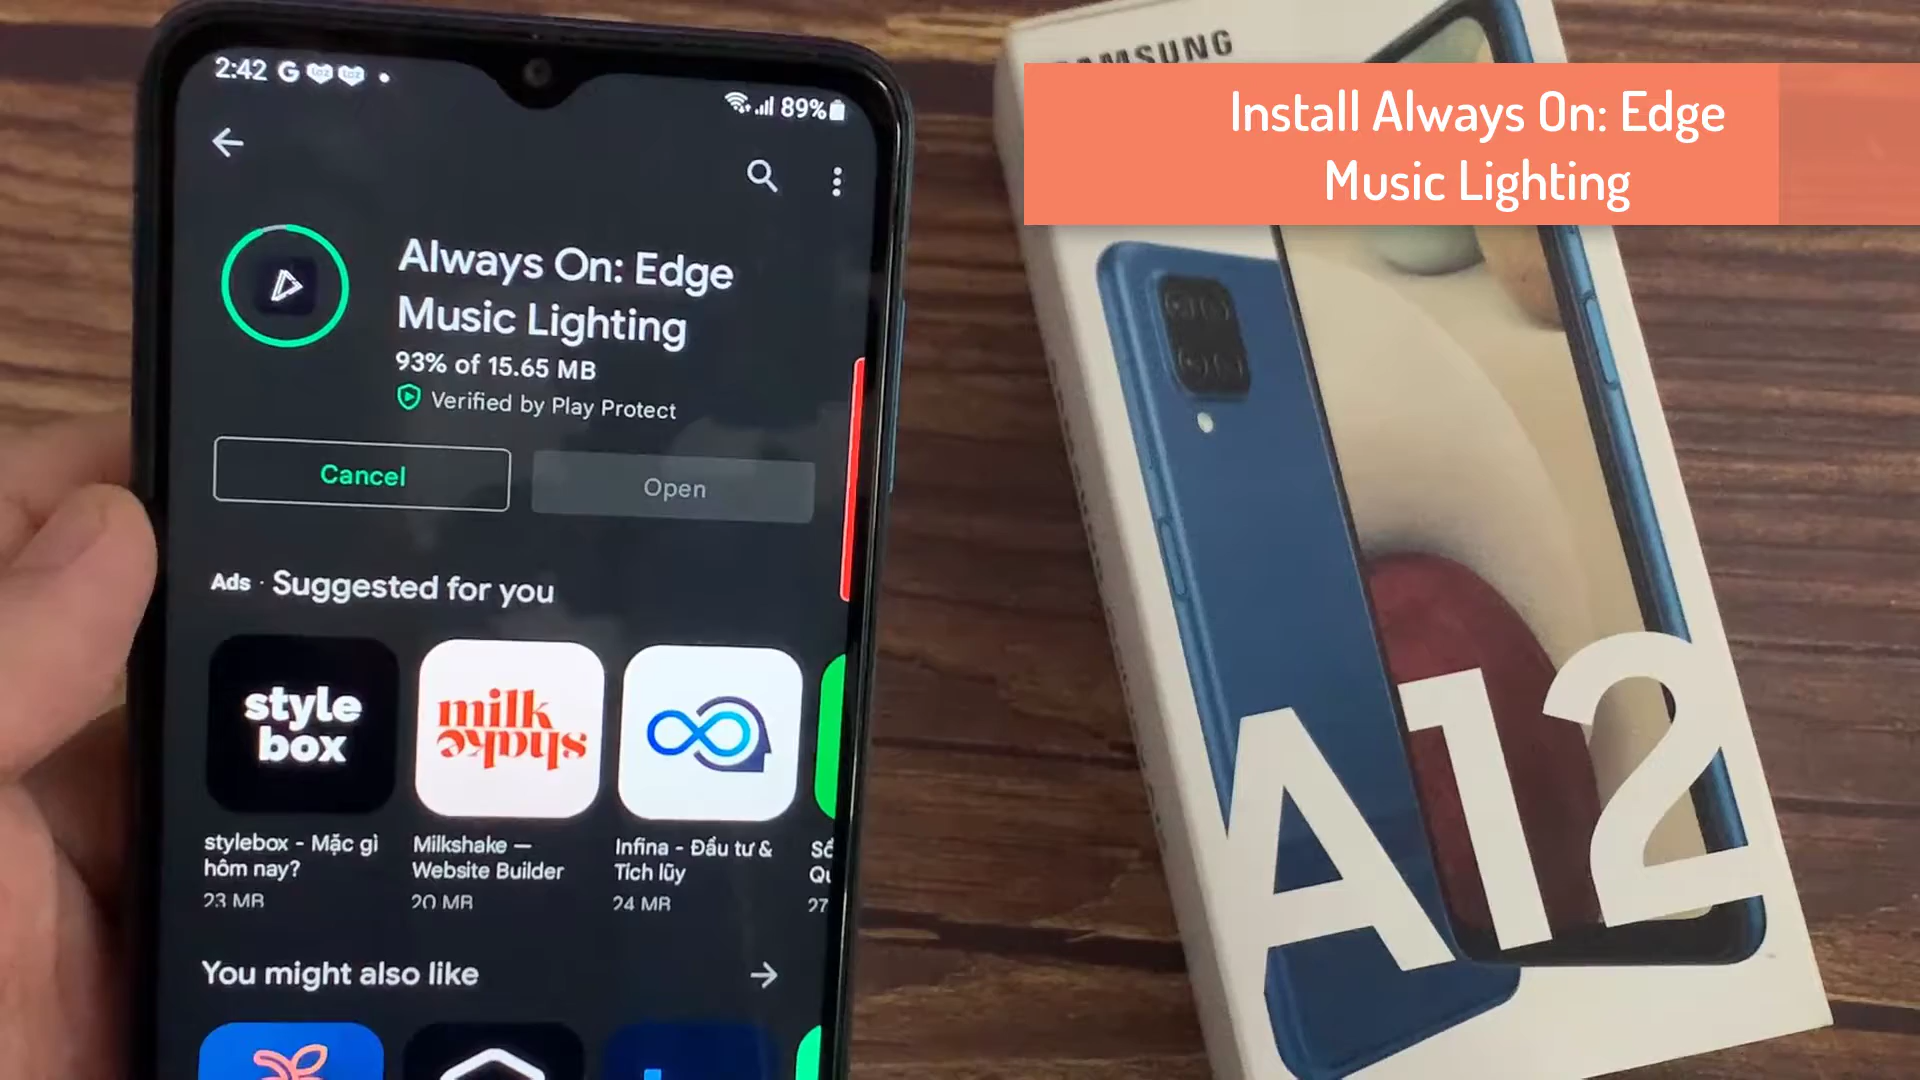 2:42
89%
Always On: Edge
Music Lighting
93% of 15.65 MB
Verified by Play Protect
Cancel
Open
Ads · Suggested for you
style
box
milk
shake
stylebox - Mặc gì
hôm nay?
23 MB
Milkshake —
Website Builder
20 MB
Infina - Đầu tư &
Tích lũy
24 MB
27
You might also like
SAMSUNG
Install Always On: Edge
Music Lighting
A12